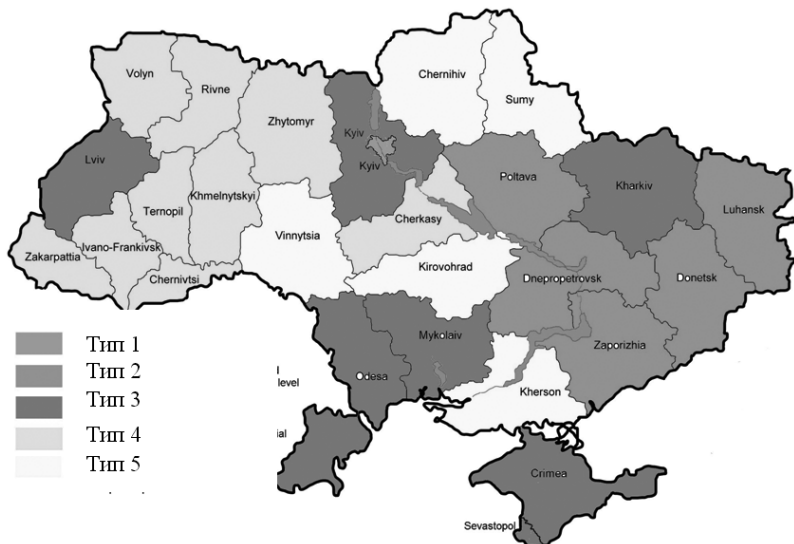 Volyn
Rivne
Zhytomyr
Kyiv
Kyiv
Chernihiv
Sumy
Lviv
Ternopil
Khmelnytskyi
Zakarpattia
Ivano-Frankivsk
Chernivtsi
Vinnytsia
Cherkasy
Poltava
Kharkiv
Luhansk
Kirovohrad
Dnepropetrovsk
Donetsk
Zaporizhia
Mykolaiv
Odesa
Kherson
Crimea
Sevastopol
Тип 1
Тип 2
Тип 3
Тип 4
Тип 5
level